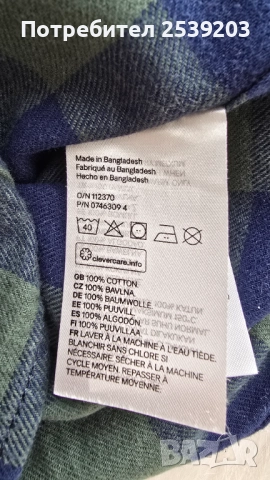 Потребител 2539203
Made in Bangladesh
Fabriqué au Bangladesh
Hecho en Bangladesh
O/N 112370
P/N 0746309 4
40
clevercare.info
GB 100% COTTON
CZ 100% BAVLNA
DE 100% BAUMWOLLE
EE 100% PUUVILL
ES 100% ALGODÓN
FI 100% PUUVILLAA
FR LAVER À LA MACHINE À L'EAU TIÈDE.
BLANCHIR SANS CHLORE SI
NÉCESSAIRE. SÉCHER À LA MACHINE
CYCLE MOYEN. REPASSER À
TEMPÉRATURE MOYENNE.
BAZAR